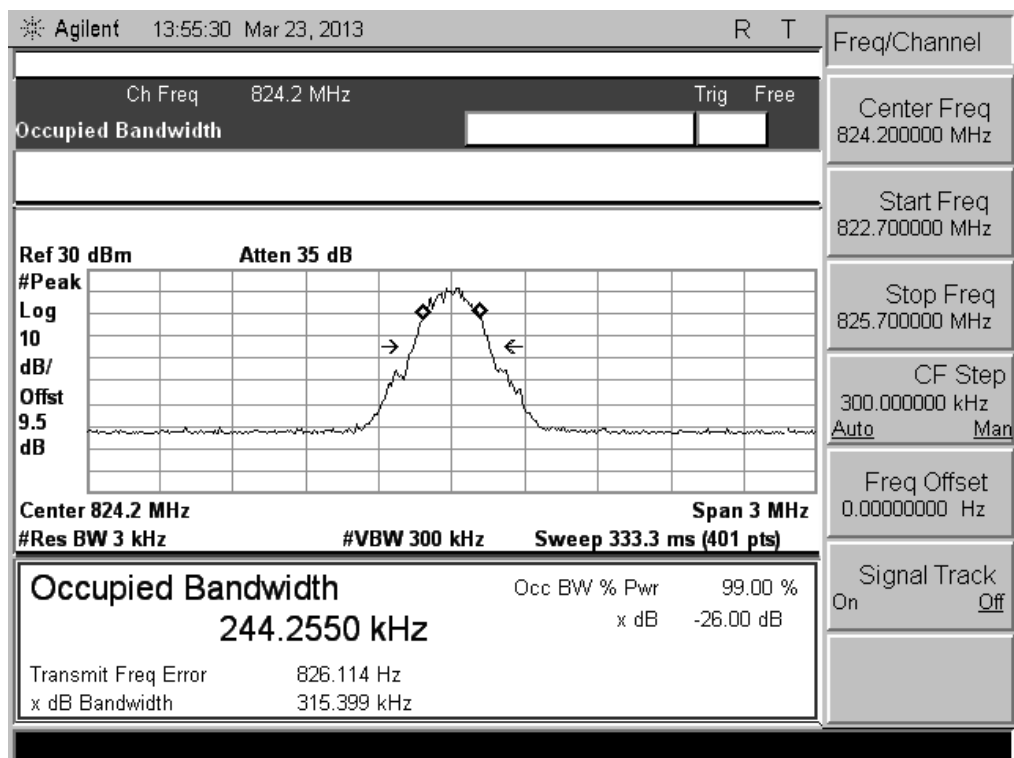 Agilent 13:55:30 Mar 23, 2013 R T
Ch Freq 824.2 MHz Trig Free
Occupied Bandwidth
Ref 30 dBm Atten 35 dB
#Peak
Log
10
dB/
Offst
9.5
dB
Center 824.2 MHz Span 3 MHz
#Res BW 3 kHz #VBW 300 kHz Sweep 333.3 ms (401 pts)
Occupied Bandwidth Occ BW % Pwr 99.00 %
244.2550 kHz x dB -26.00 dB
Transmit Freq Error 826.114 Hz
x dB Bandwidth 315.399 kHz
Freq/Channel
Center Freq
824.200000 MHz
Start Freq
822.700000 MHz
Stop Freq
825.700000 MHz
CF Step
300.000000 kHz
Auto Man
Freq Offset
0.00000000 Hz
Signal Track
On Off